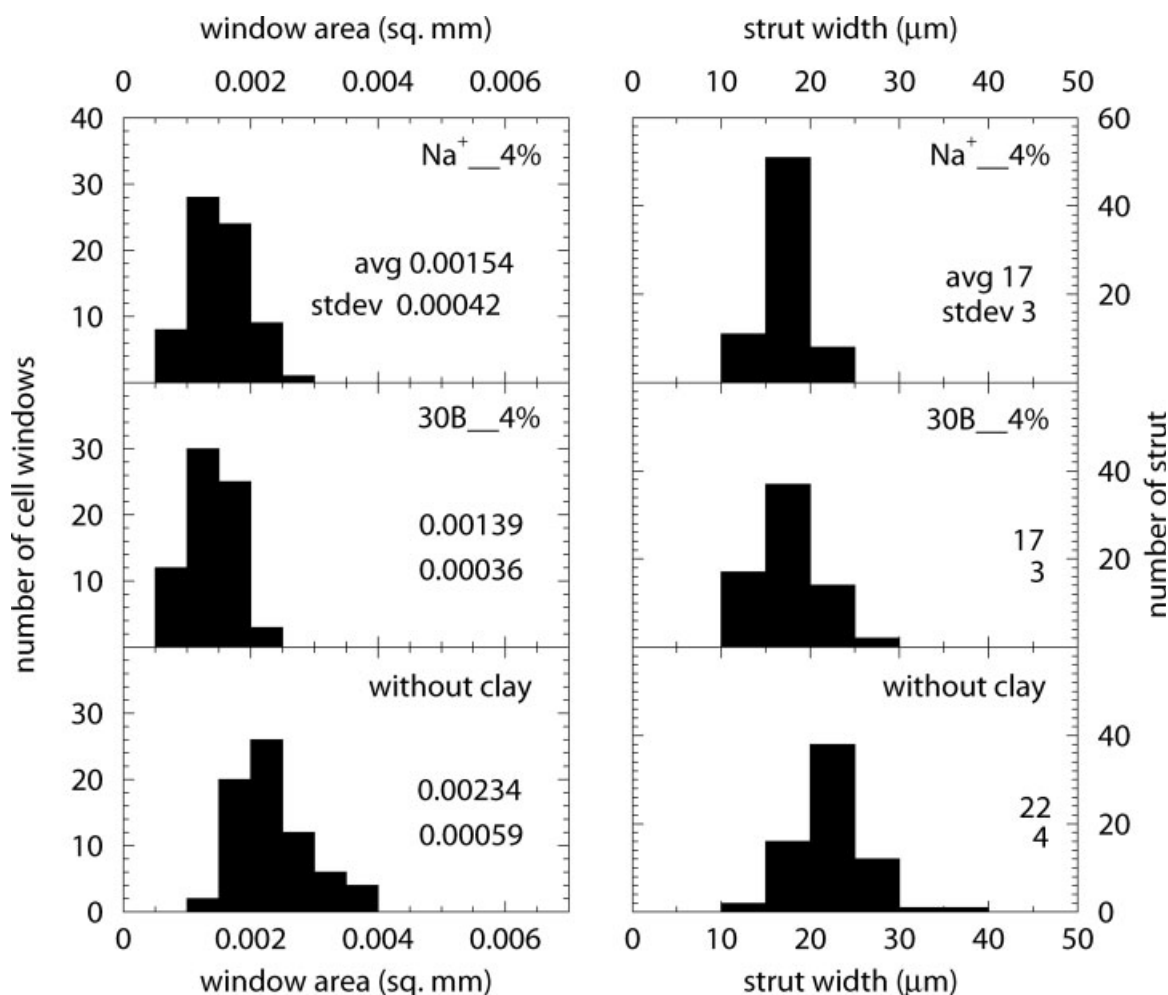 window area (sq. mm)
0 0.002 0.004 0.006
strut width (μm)
0 10 20 30 40 50
number of cell windows
40
30
20
10
Na⁺__4%
avg 0.00154
stdev 0.00042
60
40
20
Na⁺__4%
avg 17
stdev 3
30
20
10
30B__4%
0.00139
0.00036
40
20
30B__4%
17
3
number of strut
30
20
10
0
without clay
0.00234
0.00059
40
20
0
without clay
22
4
0 0.002 0.004 0.006
window area (sq. mm)
0 10 20 30 40 50
strut width (μm)